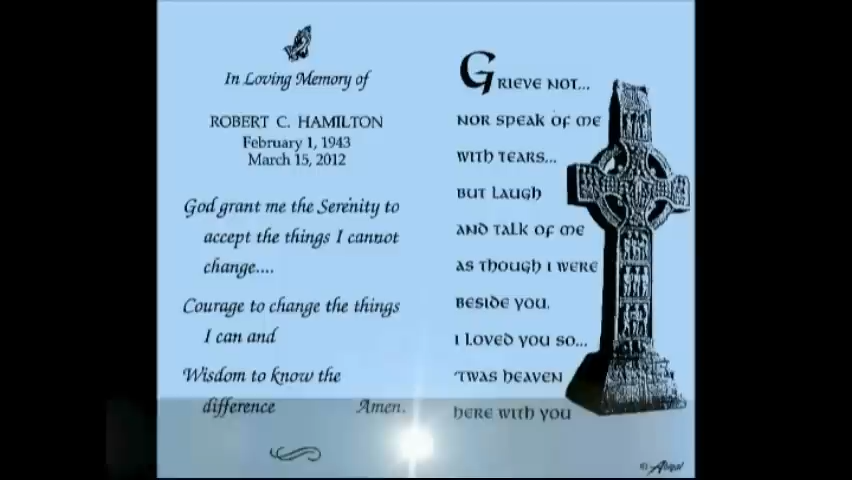 In Loving Memory of
ROBERT C. HAMILTON
February 1, 1943
March 15, 2012
God grant me the Serenity to
accept the things I cannot
change....
Courage to change the things
I can and
Wisdom to know the
difference Amen.
GRIEVE NOT...
NOR SPEAK OF ME
WITH TEARS...
BUT LAUGH
AND TALK OF ME
AS THOUGH I WERE
BESIDE YOU.
I LOVED YOU SO...
'TWAS HEAVEN
HERE WITH YOU
©